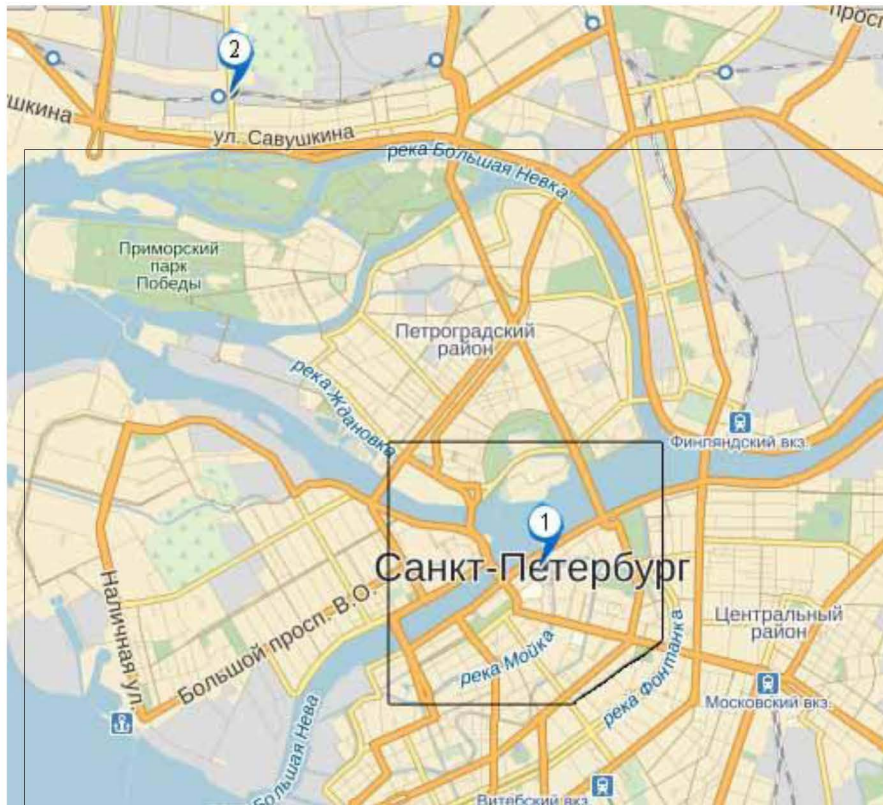 просп
2
ушкина
ул. Савушкина
река Большая Невка
Приморский
парк
Победы
Петроградский
район
река Ждановка
Финляндский вкз.
1
Санкт-Петербург
Наличная ул.
Большой просп. В.О.
река Мойка
река Фонтанка
Центральный
район
Московский вкз.
Большая Нева
Витебский вкз.